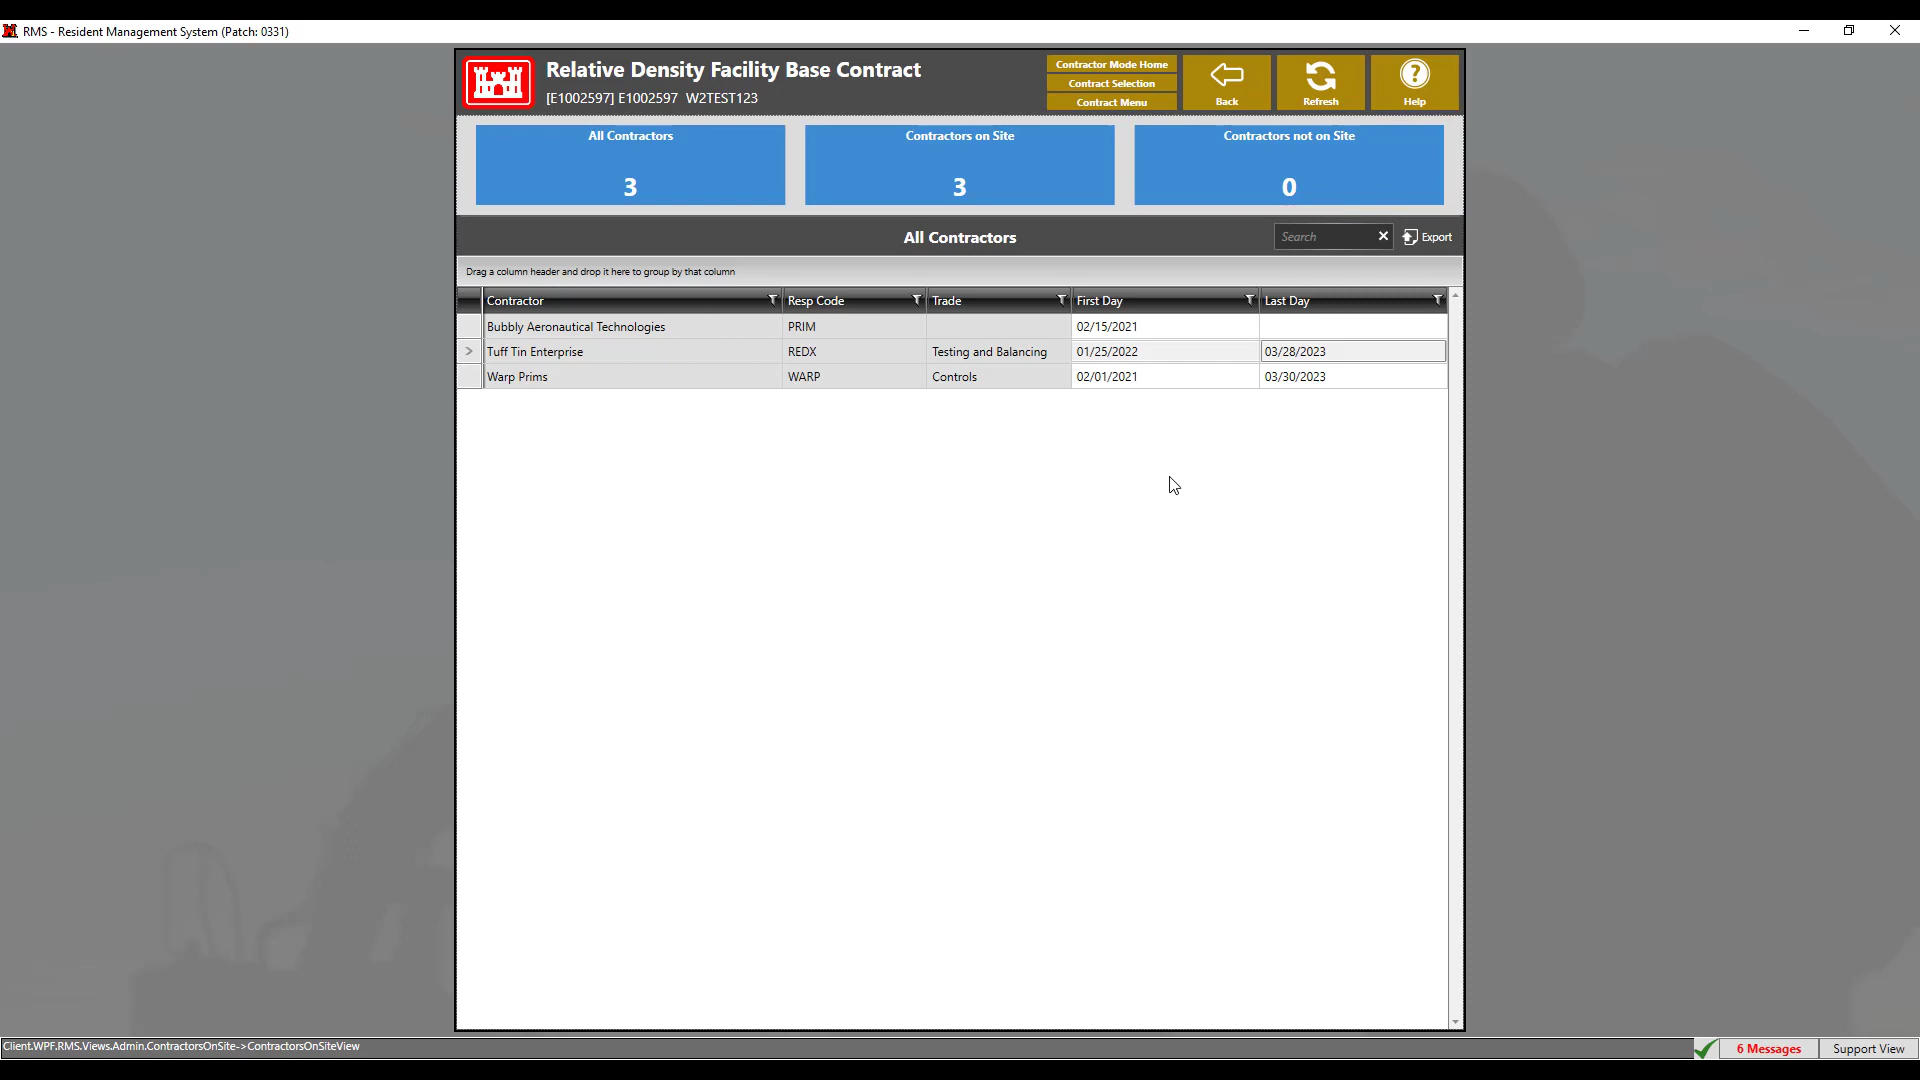 RMS - Resident Management System (Patch: 0331)
Relative Density Facility Base Contract
[E1002597] E1002597 W2TEST123
Contractor Mode Home
Contract Selection
Contract Menu
Back
Refresh
Help
All Contractors
3
Contractors on Site
3
Contractors not on Site
0
All Contractors
Search
Export
Drag a column header and drop it here to group by that column
Contractor Resp Code Trade First Day Last Day
Bubbly Aeronautical Technologies PRIM 02/15/2021
Tuff Tin Enterprise REDX Testing and Balancing 01/25/2022 03/28/2023
Warp Prims WARP Controls 02/01/2021 03/30/2023
Client.WPF.RMS.Views.Admin.ContractorsOnSite->ContractorsOnSiteView
6 Messages
Support View